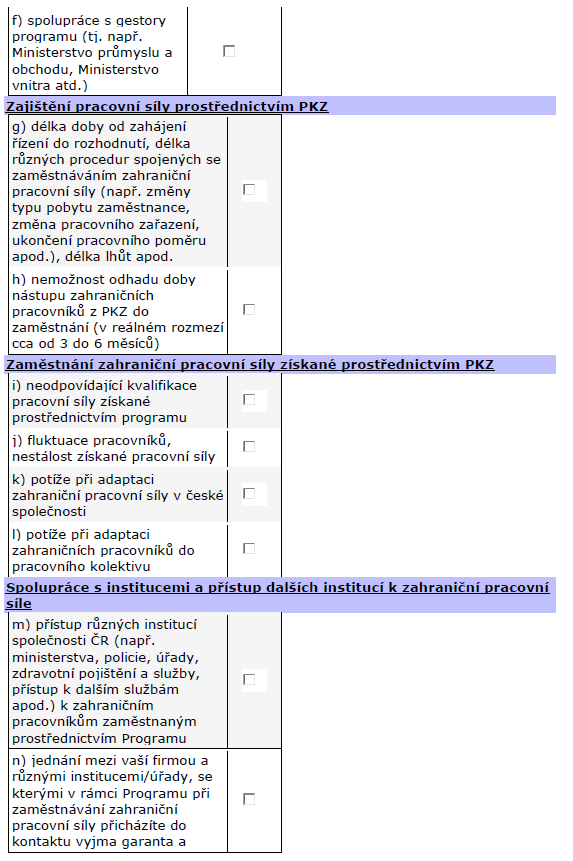 f) spolupráce s gestory
programu (tj. např.
Ministerstvo průmyslu a
obchodu, Ministerstvo
vnitra atd.)
Zajištění pracovní síly prostřednictvím PKZ
g) délka doby od zahájení
řízení do rozhodnutí, délka
různých procedur spojených se
zaměstnáváním zahraniční
pracovní síly (např. změny
typu pobytu zaměstnance,
změna pracovního zařazení,
ukončení pracovního poměru
apod.), délka lhůt apod.
h) nemožnost odhadu doby
nástupu zahraničních
pracovníků z PKZ do
zaměstnání (v reálném rozmezí
cca od 3 do 6 měsíců)
Zaměstnání zahraniční pracovní síly získané prostřednictvím PKZ
i) neodpovídající kvalifikace
pracovní síly získané
prostřednictvím programu
j) fluktuace pracovníků,
nestálost získané pracovní síly
k) potíže při adaptaci
zahraniční pracovní síly v české
společnosti
l) potíže při adaptaci
zahraničních pracovníků do
pracovního kolektivu
Spolupráce s institucemi a přístup dalších institucí k zahraniční pracovní
síle
m) přístup různých institucí
společnosti ČR (např.
ministerstva, policie, úřady,
zdravotní pojištění a služby,
přístup k dalším službám
apod.) k zahraničním
pracovníkům zaměstnaným
prostřednictvím Programu
n) jednání mezi vaší firmou a
různými institucemi/úřady, se
kterými v rámci Programu při
zaměstnávání zahraniční
pracovní síly přicházíte do
kontaktu vyjma garanta a